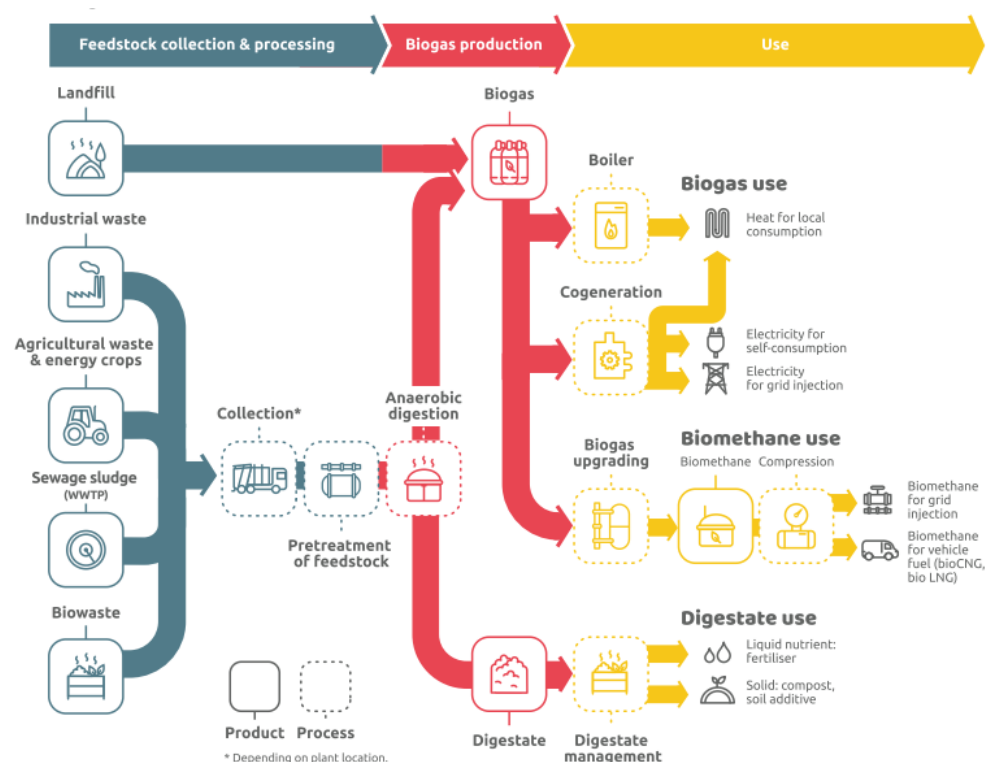 Feedstock collection & processing
Biogas production
Use
Landfill
Biogas
Boiler
Biogas use
Heat for local
consumption
Industrial waste
Cogeneration
Electricity for
self-consumption
Electricity
for grid injection
Agricultural waste
& energy crops
Collection*
Anaerobic
digestion
Biogas
upgrading
Biomethane use
Biomethane
Compression
Biomethane
for grid
injection
Biomethane
for vehicle
fuel (bioCNG,
bio LNG)
Sewage sludge
(WWTP)
Pretreatment
of feedstock
Biowaste
Digestate use
Liquid nutrient:
fertiliser
Solid: compost,
soil additive
Product
Process
Digestate
Digestate
management
* Depending on plant location.